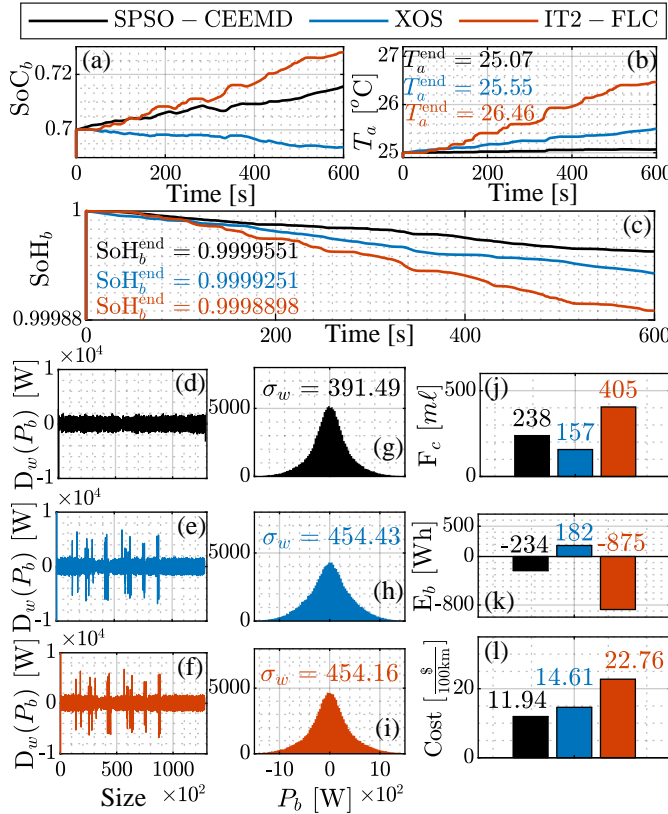 SPSO − CEEMD XOS IT2 − FLC
(a)
SoC_b
0.72
0.7
0 200 400 600
Time [s]
(b)
T_a [°C]
27
26
25
T_a^end = 25.07
T_a^end = 25.55
T_a^end = 26.46
0 200 400 600
Time [s]
(c)
SoH_b
1
0.99988
SoH_b^end = 0.9999551
SoH_b^end = 0.9999251
SoH_b^end = 0.9998898
0 200 400 600
Time [s]
(d)
×10^4
D_w(P_b) [W]
1
0
-1
(g)
σ_w = 391.49
5000
0
(j)
F_c [mℓ]
500
0
238
157
405
(e)
×10^4
D_w(P_b) [W]
1
0
-1
(h)
σ_w = 454.43
5000
0
(k)
E_b [Wh]
500
0
-800
-234
182
-875
(f)
×10^4
D_w(P_b) [W]
1
0
-1
0 500 1000
Size ×10^2
(i)
σ_w = 454.16
5000
0
-10 0 10
P_b [W] ×10^2
(l)
Cost [$/100km]
20
0
11.94
14.61
22.76